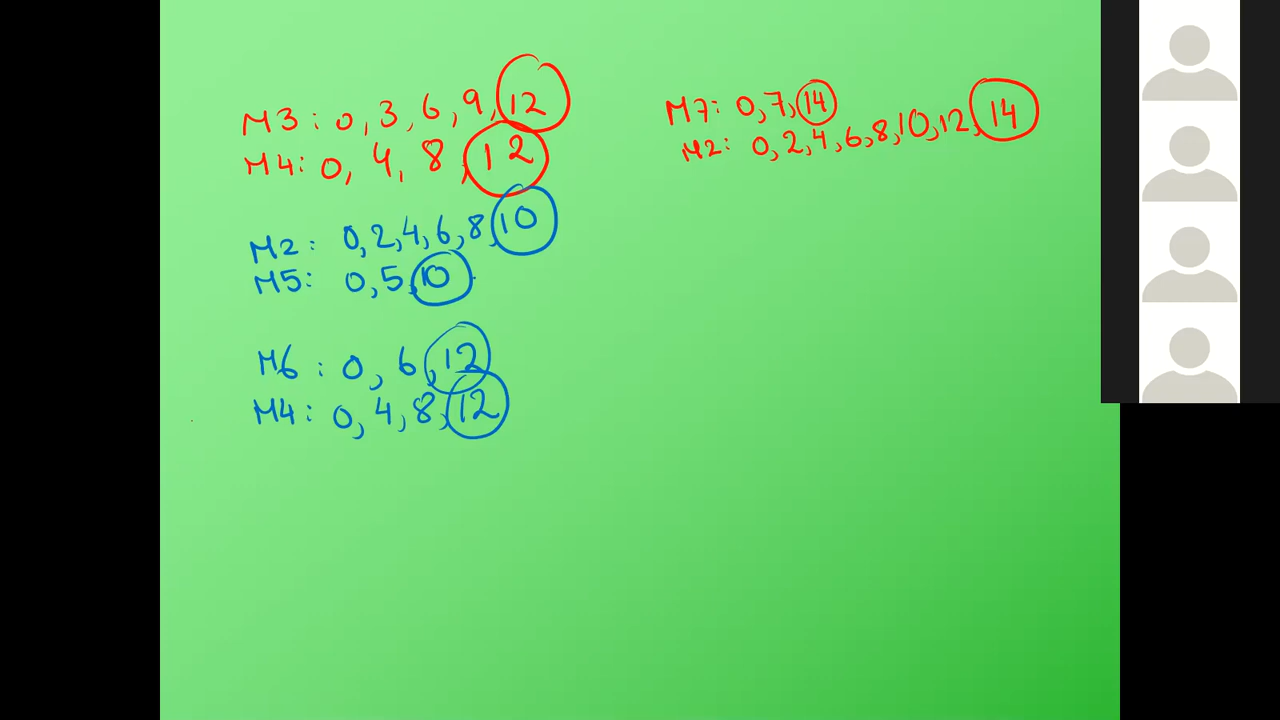 M3: 0, 3, 6, 9, 12
M4: 0, 4, 8, 12
M2: 0, 2, 4, 6, 8, 10
M5: 0, 5, 10
M6: 0, 6, 12
M4: 0, 4, 8, 12
M7: 0, 7, 14
M2: 0, 2, 4, 6, 8, 10, 12, 14